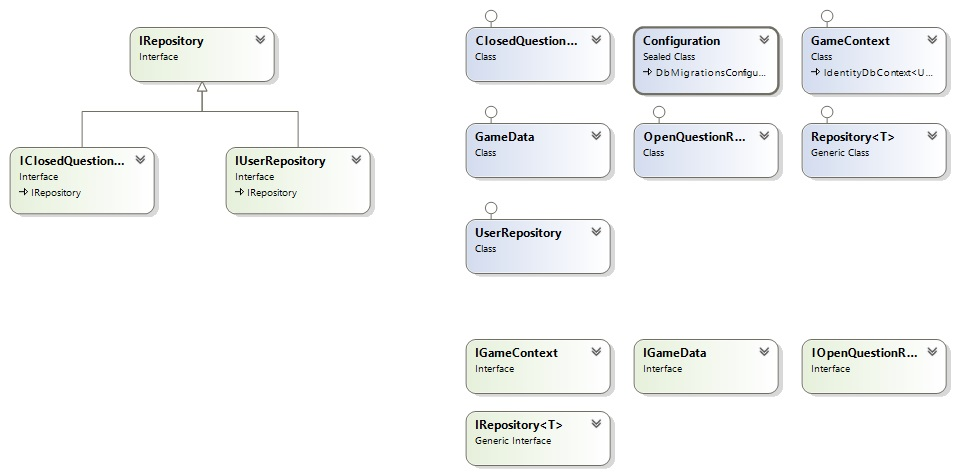 IRepository
Interface
IClosedQuestion...
Interface
IRepository
IUserRepository
Interface
IRepository
ClosedQuestion...
Class
Configuration
Sealed Class
DbMigrationsConfigu...
GameContext
Class
IdentityDbContext<U...
GameData
Class
OpenQuestionR...
Class
Repository<T>
Generic Class
UserRepository
Class
IGameContext
Interface
IGameData
Interface
IOpenQuestionR...
Interface
IRepository<T>
Generic Interface